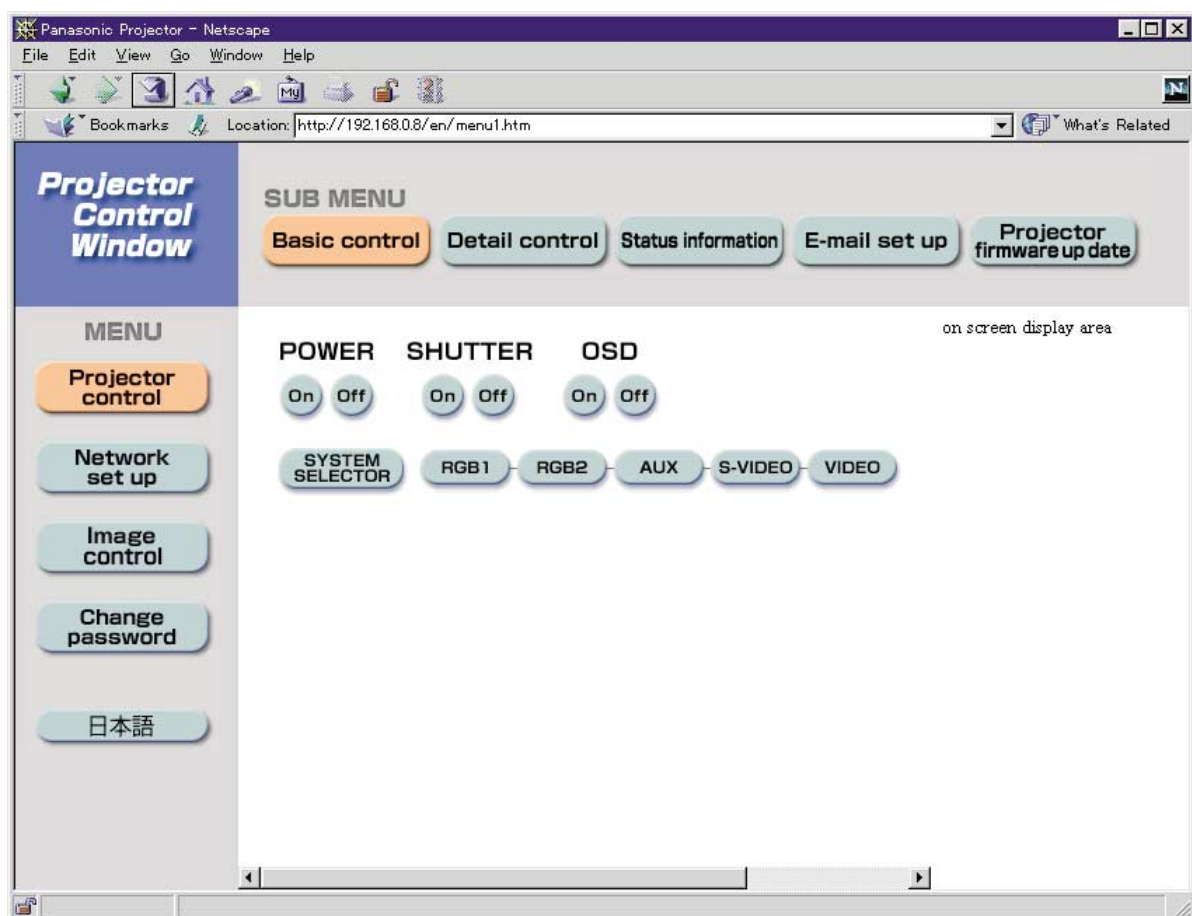 Panasonic Projector - Netscape
File Edit View Go Window Help
My
N
Bookmarks Location: http://192.168.0.8/en/menu1.htm What's Related
Projector
Control
Window
SUB MENU
Basic control Detail control Status information E-mail set up Projector
firmware up date
MENU
Projector
control
Network
set up
Image
control
Change
password
日本語
on screen display area
POWER SHUTTER OSD
On Off On Off On Off
SYSTEM
SELECTOR RGB1 RGB2 AUX S-VIDEO VIDEO